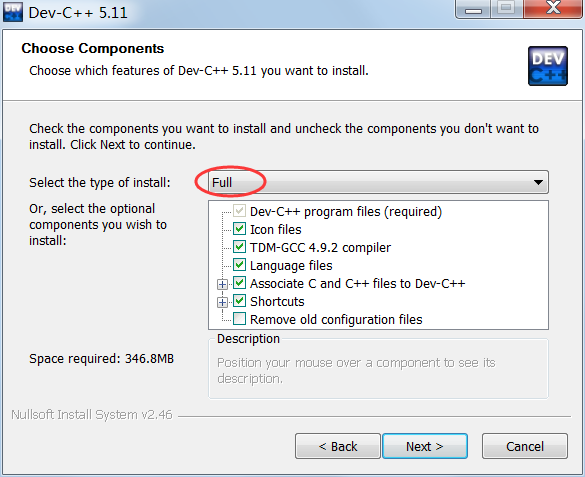 Dev-C++ 5.11
Choose Components
Choose which features of Dev-C++ 5.11 you want to install.
DEV
C++
Check the components you want to install and uncheck the components you don't want to
install. Click Next to continue.
Select the type of install:
Full
Or, select the optional
components you wish to
install:
Dev-C++ program files (required)
Icon files
TDM-GCC 4.9.2 compiler
Language files
Associate C and C++ files to Dev-C++
Shortcuts
Remove old configuration files
Space required: 346.8MB
Description
Position your mouse over a component to see its
description.
Nullsoft Install System v2.46
< Back
Next >
Cancel